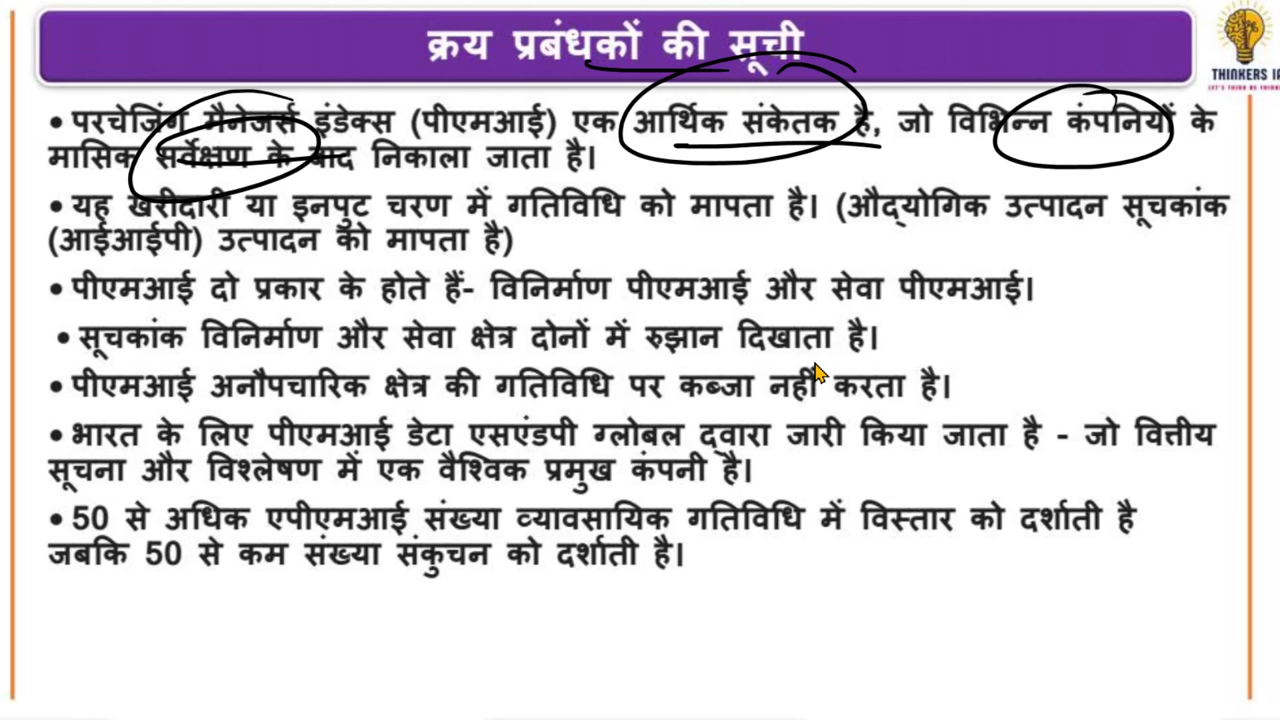 क्रय प्रबंधकों की सूची
THINKERS
• परचेजिंग मैनेजर्स इंडेक्स (पीएमआई) एक आर्थिक संकेतक है, जो विभिन्न कंपनियों के
मासिक सर्वेक्षण के बाद निकाला जाता है।
• यह खरीदारी या इनपुट चरण में गतिविधि को मापता है। (औद्योगिक उत्पादन सूचकांक
(आईआईपी) उत्पादन को मापता है)
• पीएमआई दो प्रकार के होते हैं- विनिर्माण पीएमआई और सेवा पीएमआई।
• सूचकांक विनिर्माण और सेवा क्षेत्र दोनों में रुझान दिखाता है।
• पीएमआई अनौपचारिक क्षेत्र की गतिविधि पर कब्जा नहीं करता है।
• भारत के लिए पीएमआई डेटा एसएंडपी ग्लोबल द्वारा जारी किया जाता है - जो वित्तीय
सूचना और विश्लेषण में एक वैश्विक प्रमुख कंपनी है।
• 50 से अधिक एपीएमआई संख्या व्यावसायिक गतिविधि में विस्तार को दर्शाती है
जबकि 50 से कम संख्या संकुचन को दर्शाती है।